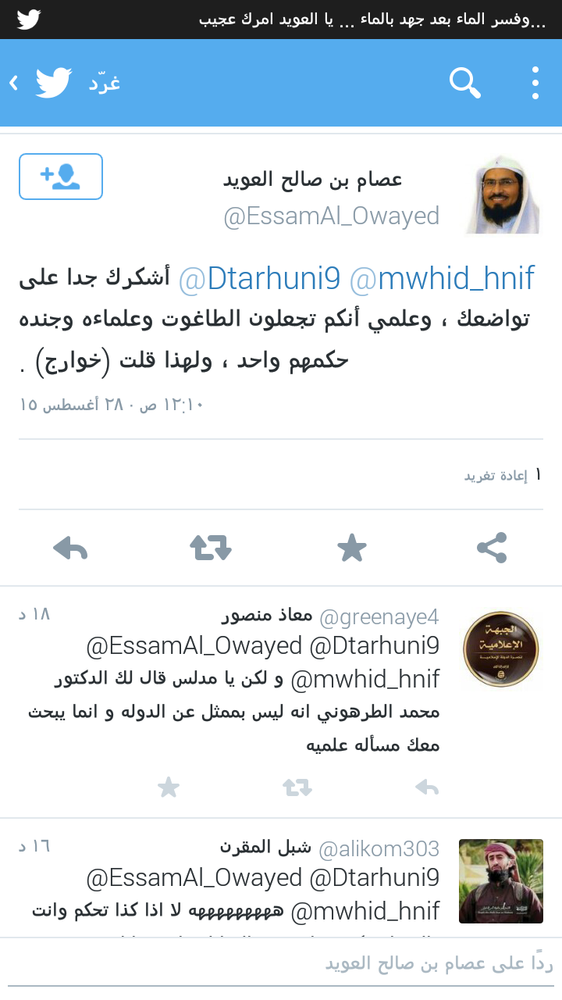 ...وفسر الماء بعد جهد بالماء ... يا العويد امرك عجيب
غرّد
عصام بن صالح العويد
@EssamAl_Owayed
@Dtarhuni9 @mwhid_hnif أشكرك جدا على
تواضعك ، وعلمي أنكم تجعلون الطاغوت وعلماءه وجنده
حكمهم واحد ، ولهذا قلت (خوارج) .
١٢:١٠ ص · ٢٨ أغسطس ١٥
١ إعادة تغريد
معاذ منصور @greenaye4 ١٨ د
@EssamAl_Owayed @Dtarhuni9
@mwhid_hnif و لكن يا مدلس قال لك الدكتور
محمد الطرهوني انه ليس بممثل عن الدوله و انما يبحث
معك مسأله علميه
الجبهة
الإعلامية
شبل المقرن @alikom303 ١٦ د
@EssamAl_Owayed @Dtarhuni9
@mwhid_hnif هههههههههه لا اذا كذا تحكم وانت
ردًا على عصام بن صالح العويد